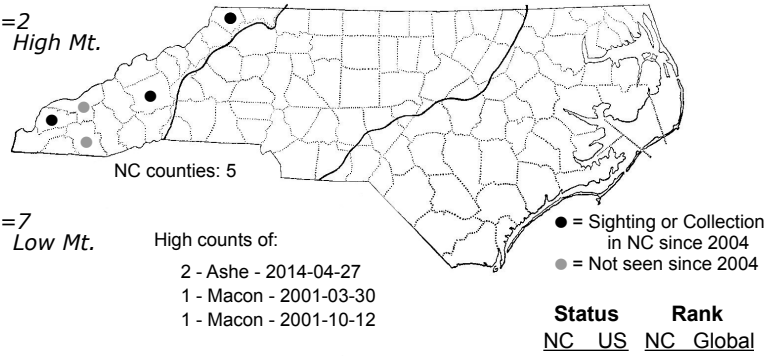 =2
High Mt.
NC counties: 5
=7
Low Mt.
High counts of:
2 - Ashe - 2014-04-27
1 - Macon - 2001-03-30
1 - Macon - 2001-10-12
= Sighting or Collection
in NC since 2004
= Not seen since 2004
Status Rank
NC US NC Global